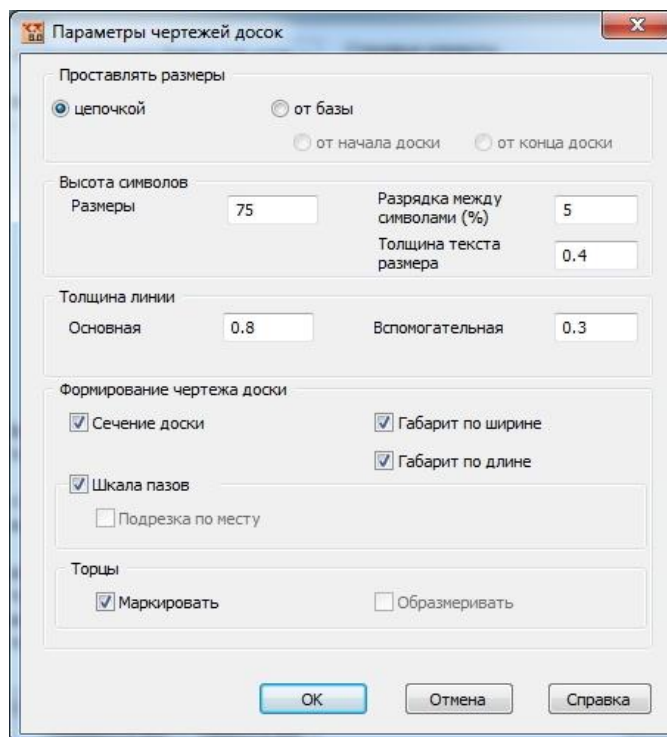 Параметры чертежей досок
Проставлять размеры
цепочкой
от базы
от начала доски
от конца доски
Высота символов
Размеры
75
Разрядка между
символами (%)
5
Толщина текста
размера
0.4
Толщина линии
Основная
0.8
Вспомогательная
0.3
Формирование чертежа доски
Сечение доски
Габарит по ширине
Габарит по длине
Шкала пазов
Подрезка по месту
Торцы
Маркировать
Образмеривать
OK
Отмена
Справка